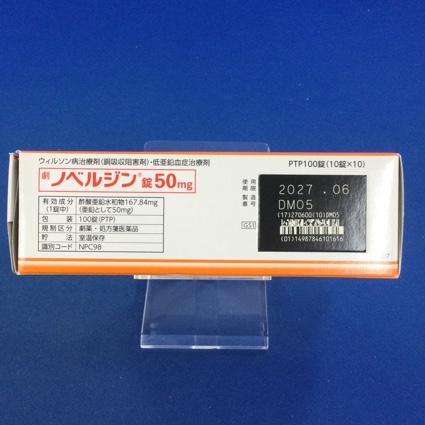 ウィルソン病治療剤(銅吸収阻害剤)・低亜鉛血症治療剤
PTP100錠(10錠×10)
劇 ノベルジン®錠50mg
有効成分(1錠中) 酢酸亜鉛水和物167.84mg(亜鉛として50mg)
包装 100錠(PTP)
規制区分 劇薬・処方箋医薬品
貯法 室温保存
識別コード NPC98
使用期限 2027.06
製造番号 DM05
(17)270600(10)DM05
GS1
(01)14987846101616